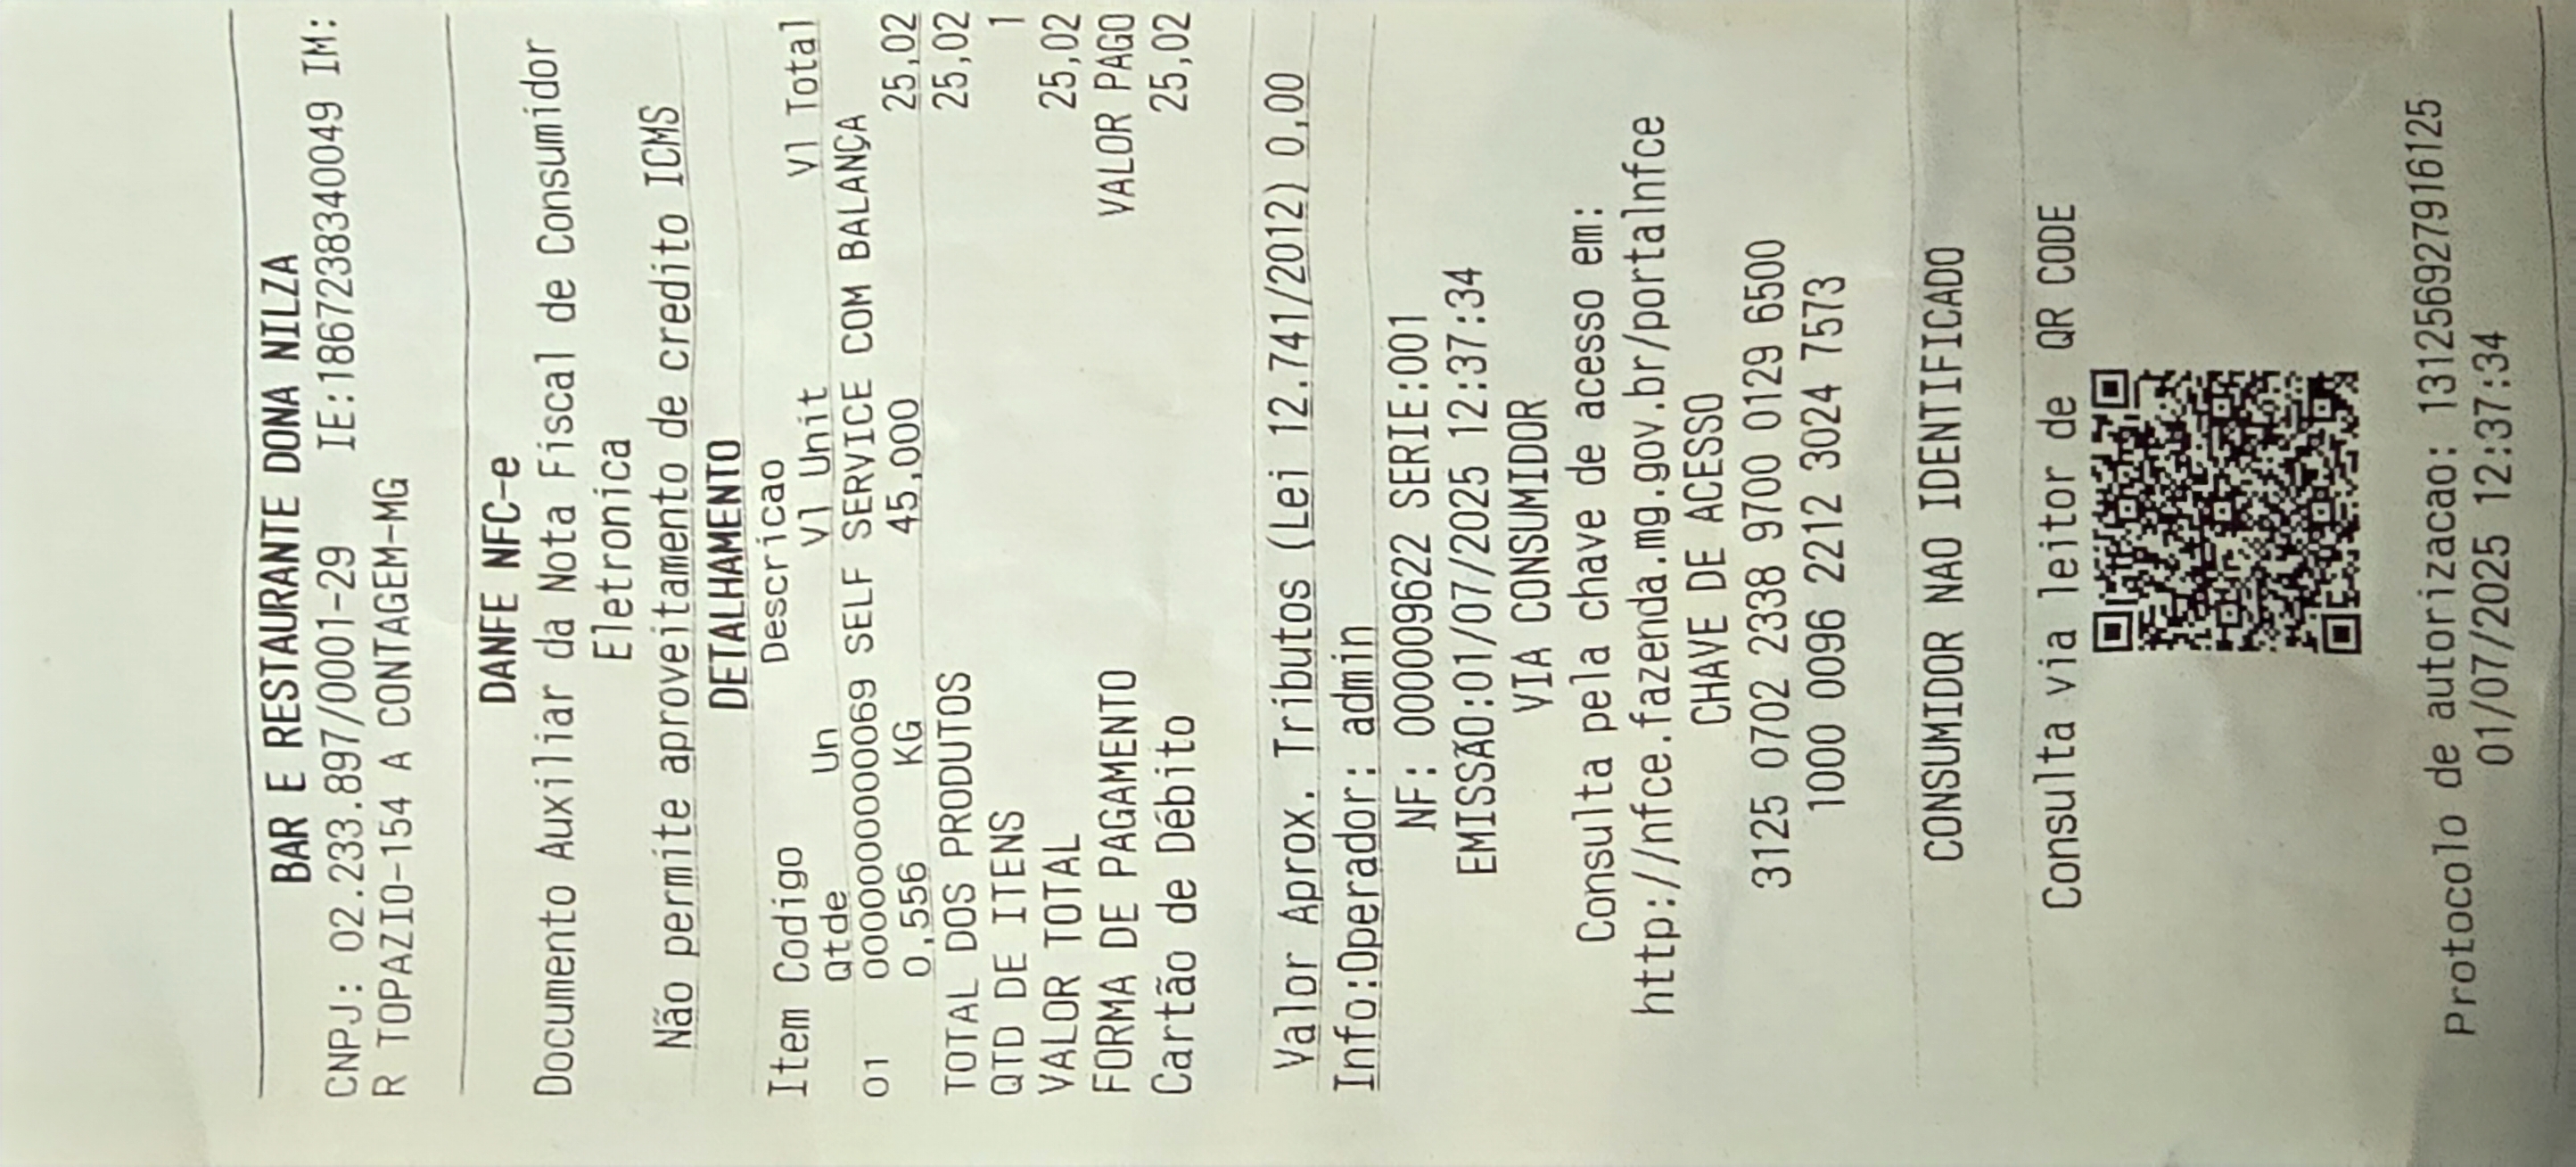 BAR E RESTAURANTE DONA NILZA
CNPJ: 02.233.897/0001-29 IE:1867238340049 IM:
R TOPAZIO-154 A CONTAGEM-MG
DANFE NFC-e
Documento Auxiliar da Nota Fiscal de Consumidor
Eletronica
Não permite aproveitamento de credito ICMS
DETALHAMENTO
Item Codigo Descricao
Qtde Un Vl Unit Vl Total
01 00000000000069 SELF SERVICE COM BALANÇA
0,556 KG 45,000 25,02
TOTAL DOS PRODUTOS 25,02
QTD DE ITENS 1
VALOR TOTAL 25,02
FORMA DE PAGAMENTO VALOR PAGO
Cartão de Débito 25,02
Valor Aprox. Tributos (Lei 12.741/2012) 0,00
Info:Operador: admin
NF: 000009622 SERIE:001
EMISSÃO:01/07/2025 12:37:34
VIA CONSUMIDOR
Consulta pela chave de acesso em:
http://nfce.fazenda.mg.gov.br/portalnfce
CHAVE DE ACESSO
3125 0702 2338 9700 0129 6500
1000 0096 2212 3024 7573
CONSUMIDOR NAO IDENTIFICADO
Consulta via leitor de QR CODE
Protocolo de autorizacao: 131256927916125
01/07/2025 12:37:34